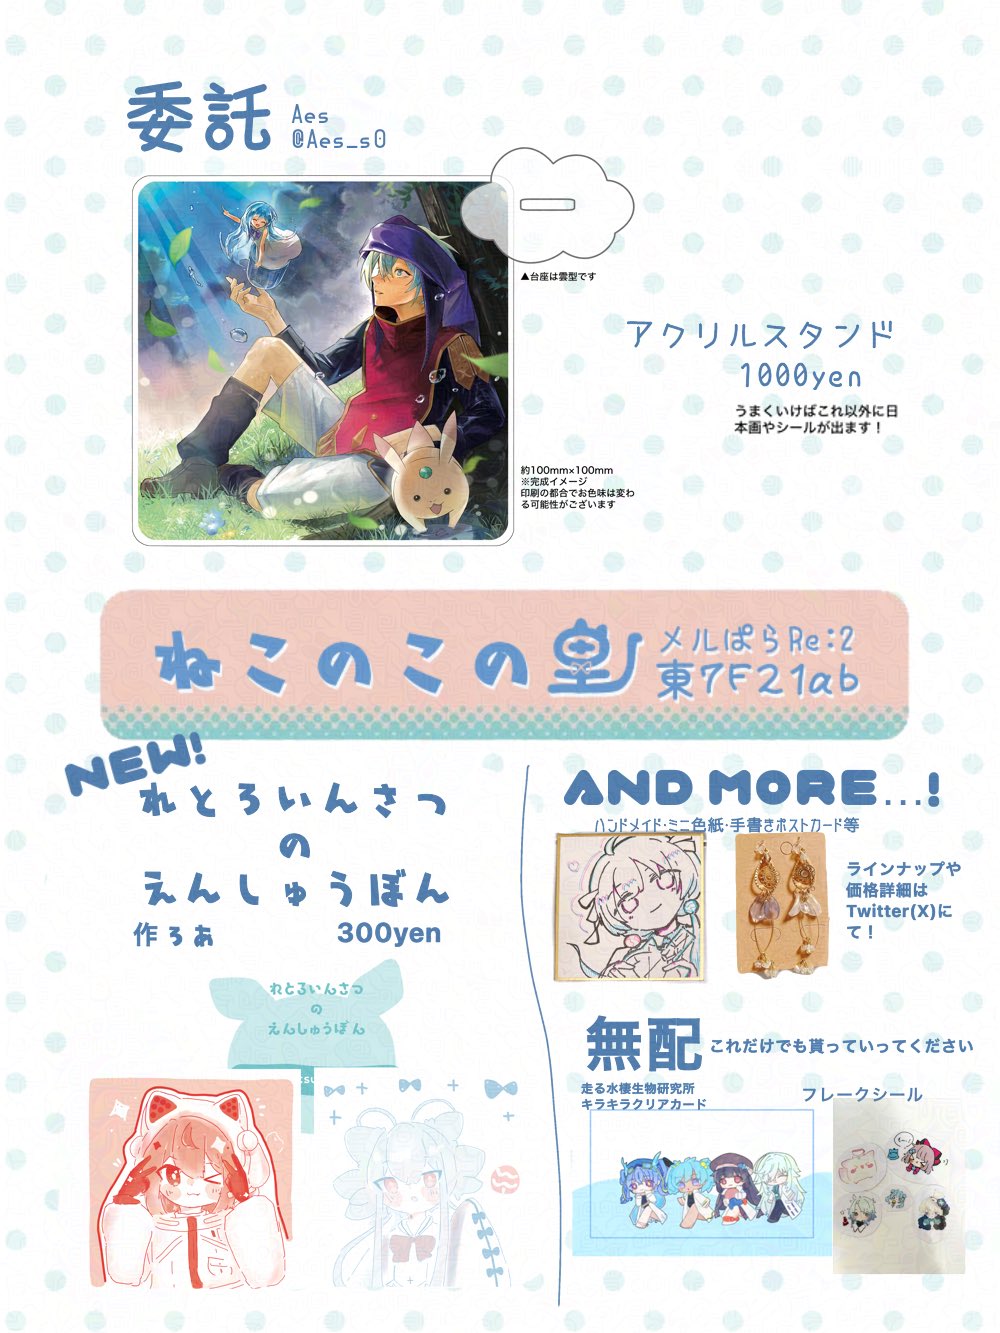 委託
Aes
@Aes_s0
▲台座は雲型です
アクリルスタンド
1000yen
うまくいけばこれ以外に日
本画やシールが出ます！
約100mm×100mm
※完成イメージ
印刷の都合でお色味は変わ
る可能性がございます
ねこのこの里
メルぱらRe:2
東7F21ab
NEW!
れとろいんさつ
の
えんしゅうぼん
作 ろあ
300yen
れとろいんさつ
の
えんしゅうぼん
AND MORE...!
ハンドメイド・ミニ色紙・手書きポストカード等
ラインナップや
価格詳細は
Twitter(X)に
て！
無配
これだけでも貰っていってください
走る水棲生物研究所
キラキラクリアカード
フレークシール